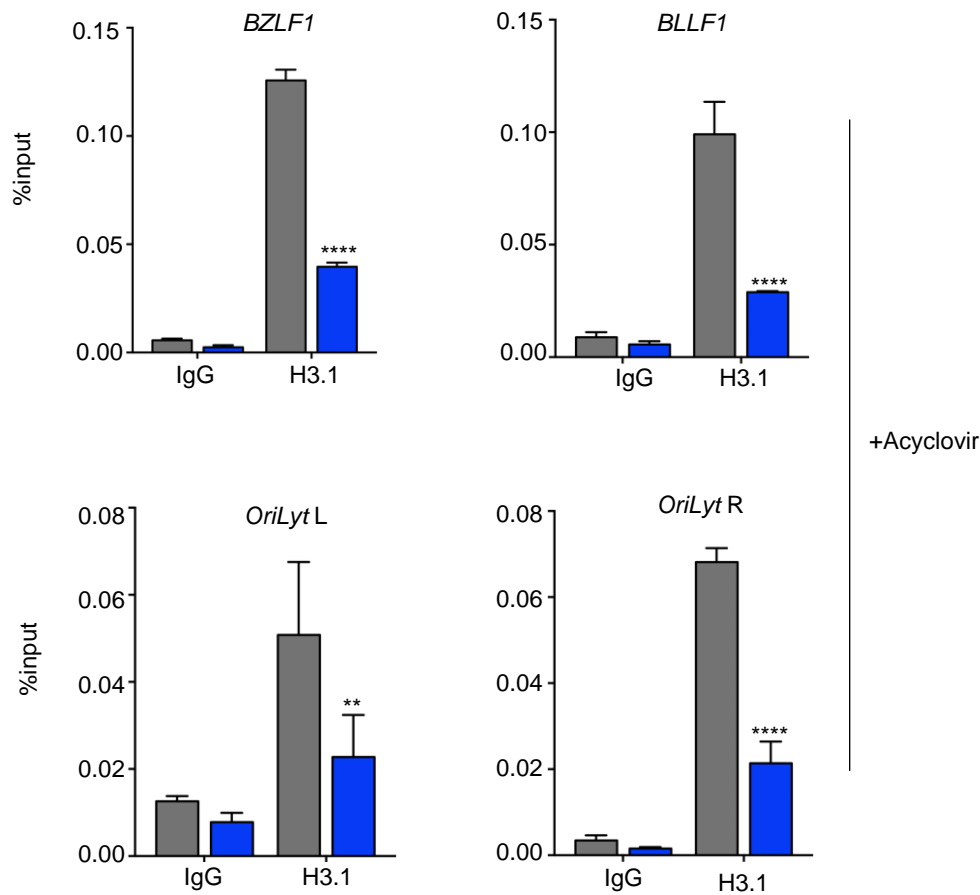 BZLF1
%input
0.15
0.10
0.05
0.00
****
IgG H3.1
BLLF1
0.15
0.10
0.05
0.00
****
IgG H3.1
+Acyclovir
OriLyt L
%input
0.08
0.06
0.04
0.02
0.00
**
IgG H3.1
OriLyt R
0.08
0.06
0.04
0.02
0.00
****
IgG H3.1